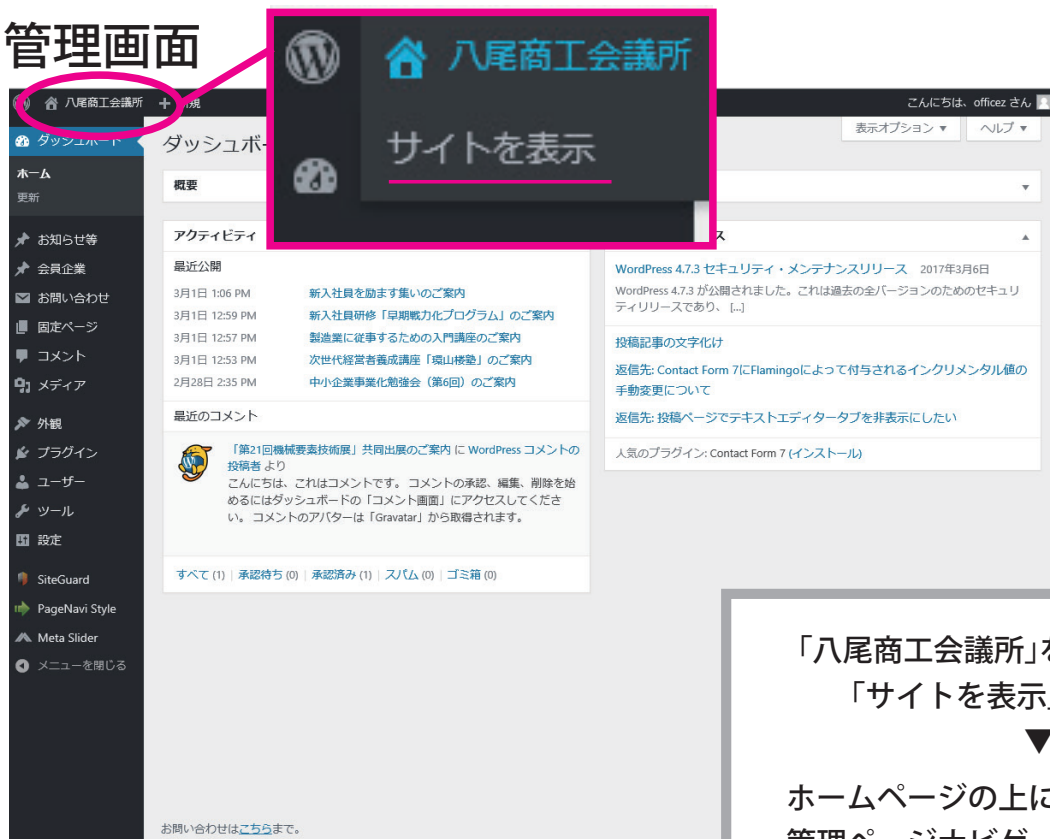 管理画面
八尾商工会議所
サイトを表示
八尾商工会議所
こんにちは、officez さん
表示オプション ▼
ヘルプ ▼
ダッシュボード
ホーム
更新
お知らせ等
会員企業
お問い合わせ
固定ページ
コメント
メディア
外観
プラグイン
ユーザー
ツール
設定
SiteGuard
PageNavi Style
Meta Slider
メニューを閉じる
ダッシュボー
概要
アクティビティ
最近公開
3月1日 1:06 PM 新入社員を励ます集いのご案内
3月1日 12:59 PM 新入社員研修「早期戦力化プログラム」のご案内
3月1日 12:57 PM 製造業に従事するための入門講座のご案内
3月1日 12:53 PM 次世代経営者養成講座「環山楼塾」のご案内
2月28日 2:35 PM 中小企業事業化勉強会（第6回）のご案内
最近のコメント
「第21回機械要素技術展」共同出展のご案内 に WordPress コメントの
投稿者 より
こんにちは、これはコメントです。 コメントの承認、編集、削除を始
めるにはダッシュボードの「コメント画面」にアクセスしてくださ
い。 コメントのアバターは「Gravatar」から取得されます。
すべて (1) | 承認待ち (0) | 承認済み (1) | スパム (0) | ゴミ箱 (0)
ス
WordPress 4.7.3 セキュリティ・メンテナンスリリース 2017年3月6日
WordPress 4.7.3 が公開されました。これは過去の全バージョンのためのセキュリ
ティリリースであり、 [...]
投稿記事の文字化け
返信先: Contact Form 7にFlamingoによって付与されるインクリメンタル値の
手動変更について
返信先: 投稿ページでテキストエディタータブを非表示にしたい
人気のプラグイン: Contact Form 7 (インストール)
お問い合わせはこちらまで。
「八尾商工会議所」を
「サイトを表示」
▼
ホームページの上に